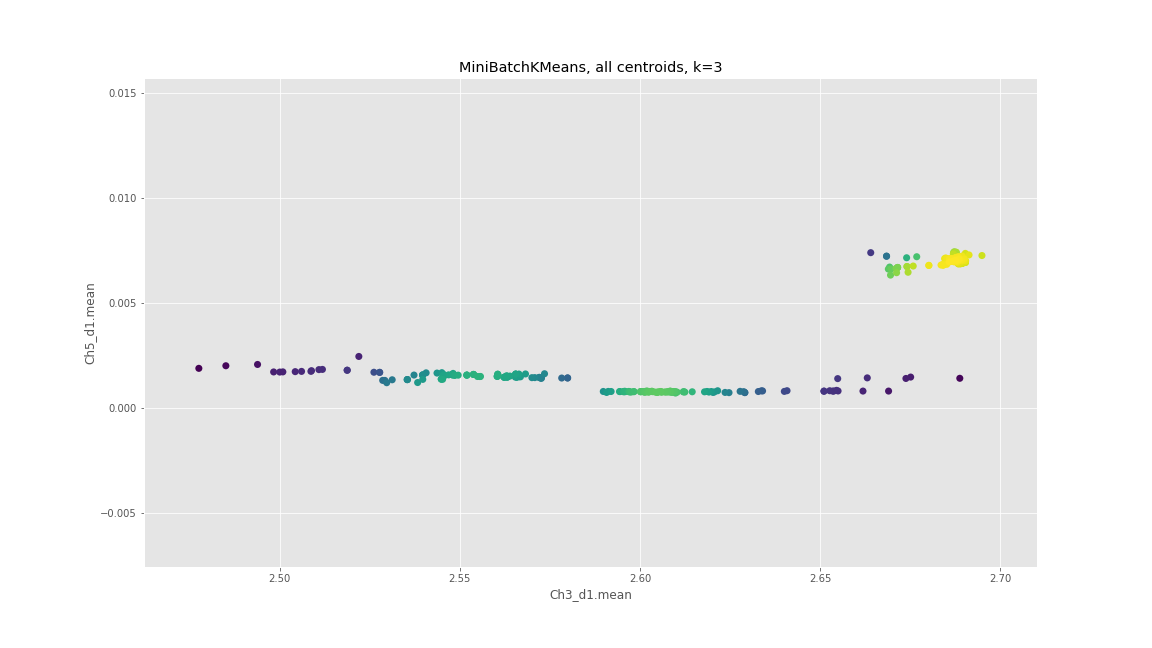 MiniBatchKMeans, all centroids, k=3
0.015
0.010
0.005
0.000
−0.005
Ch5_d1.mean
2.50 2.55 2.60 2.65 2.70
Ch3_d1.mean